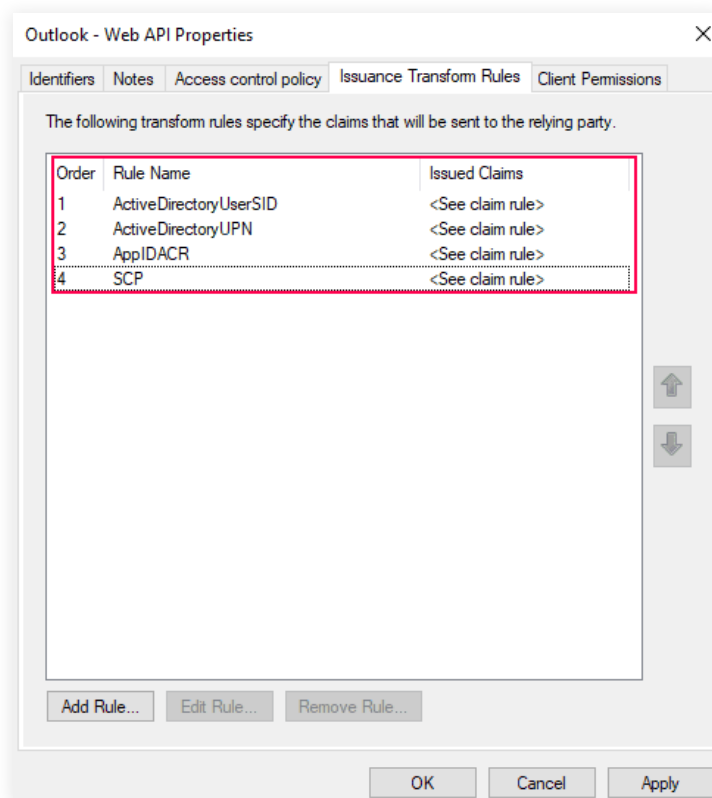 Outlook - Web API Properties
Identifiers Notes Access control policy Issuance Transform Rules Client Permissions
The following transform rules specify the claims that will be sent to the relying party.
Order Rule Name Issued Claims
1 ActiveDirectoryUserSID <See claim rule>
2 ActiveDirectoryUPN <See claim rule>
3 AppIDACR <See claim rule>
4 SCP <See claim rule>
Add Rule... Edit Rule... Remove Rule...
OK Cancel Apply